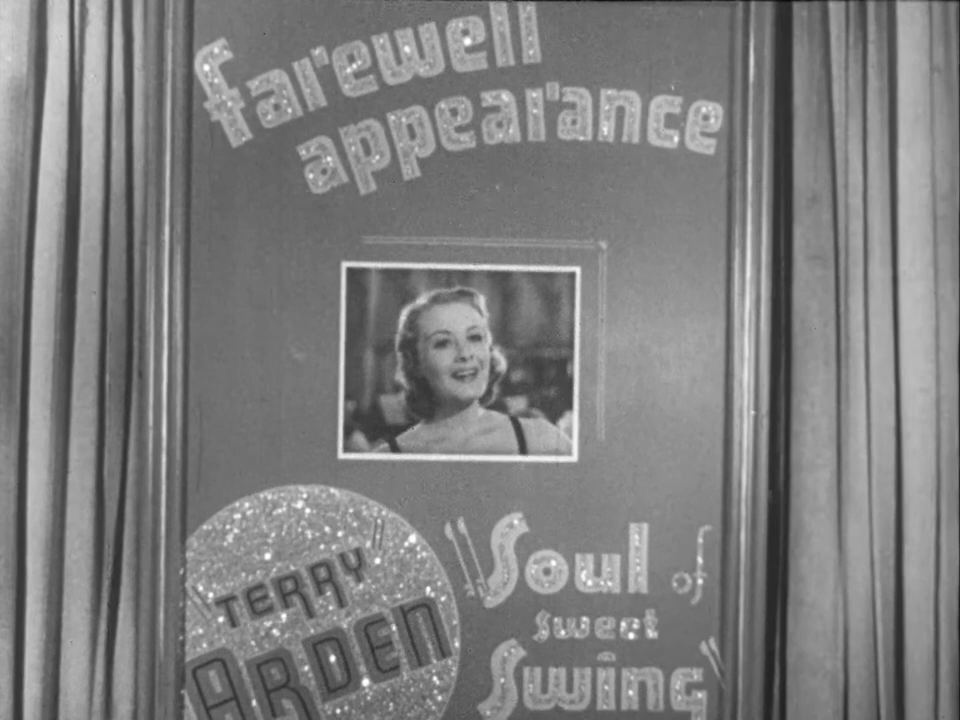 farewell
appearance
"TERRY"
ARDEN
"Soul of
sweet
Swing"